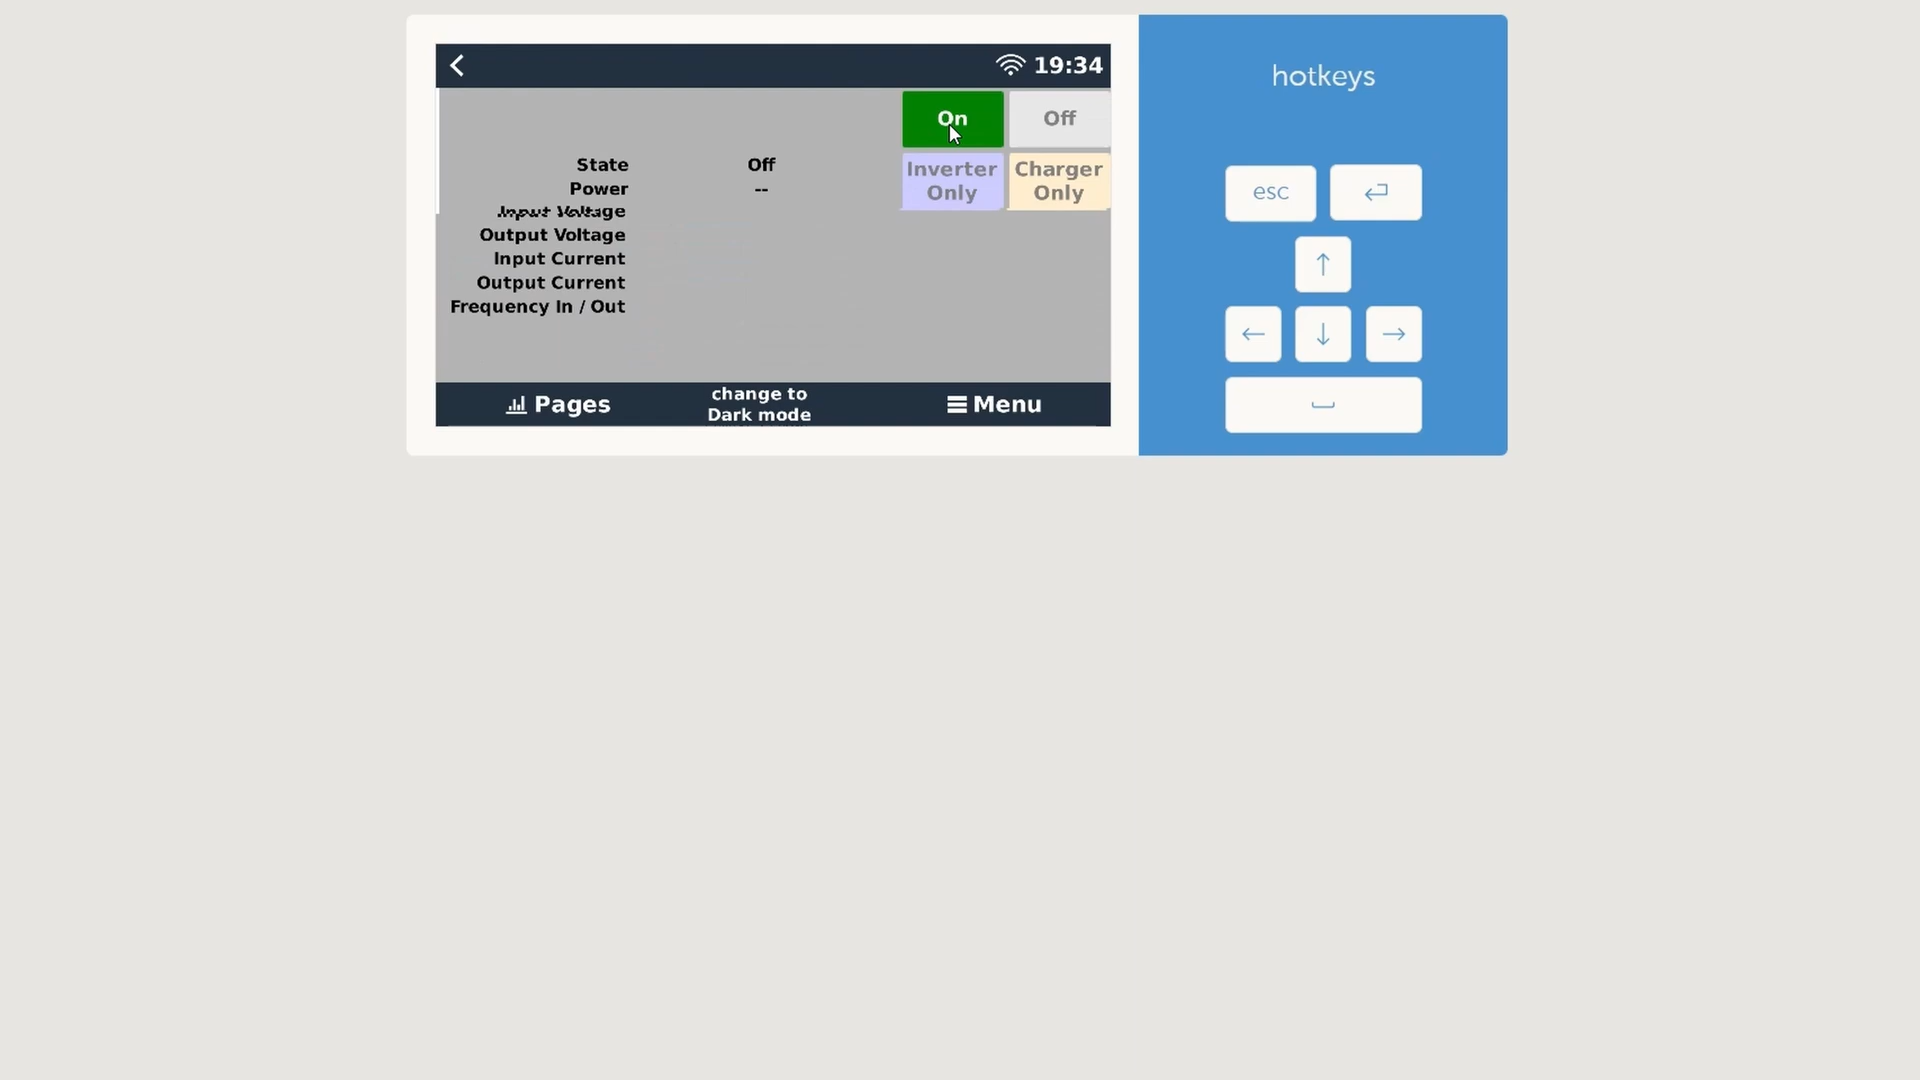 19:34
On
Off
State
Off
Inverter
Only
Charger
Only
Power
--
Input Voltage
Output Voltage
Input Current
Output Current
Frequency In / Out
Pages
change to
Dark mode
Menu
hotkeys
esc